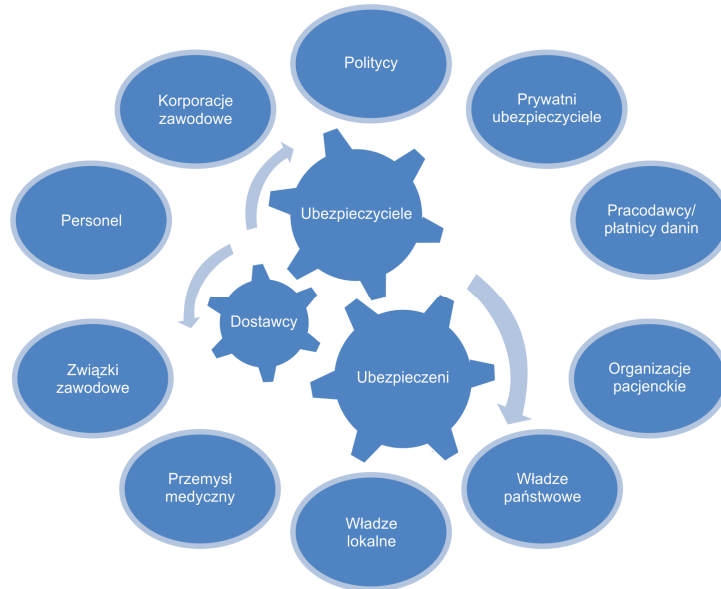 Politycy
Korporacje
zawodowe
Prywatni
ubezpieczyciele
Personel
Ubezpieczyciele
Pracodawcy/
płatnicy danin
Dostawcy
Związki
zawodowe
Ubezpieczeni
Organizacje
pacjenckie
Przemysł
medyczny
Władze
państwowe
Władze
lokalne